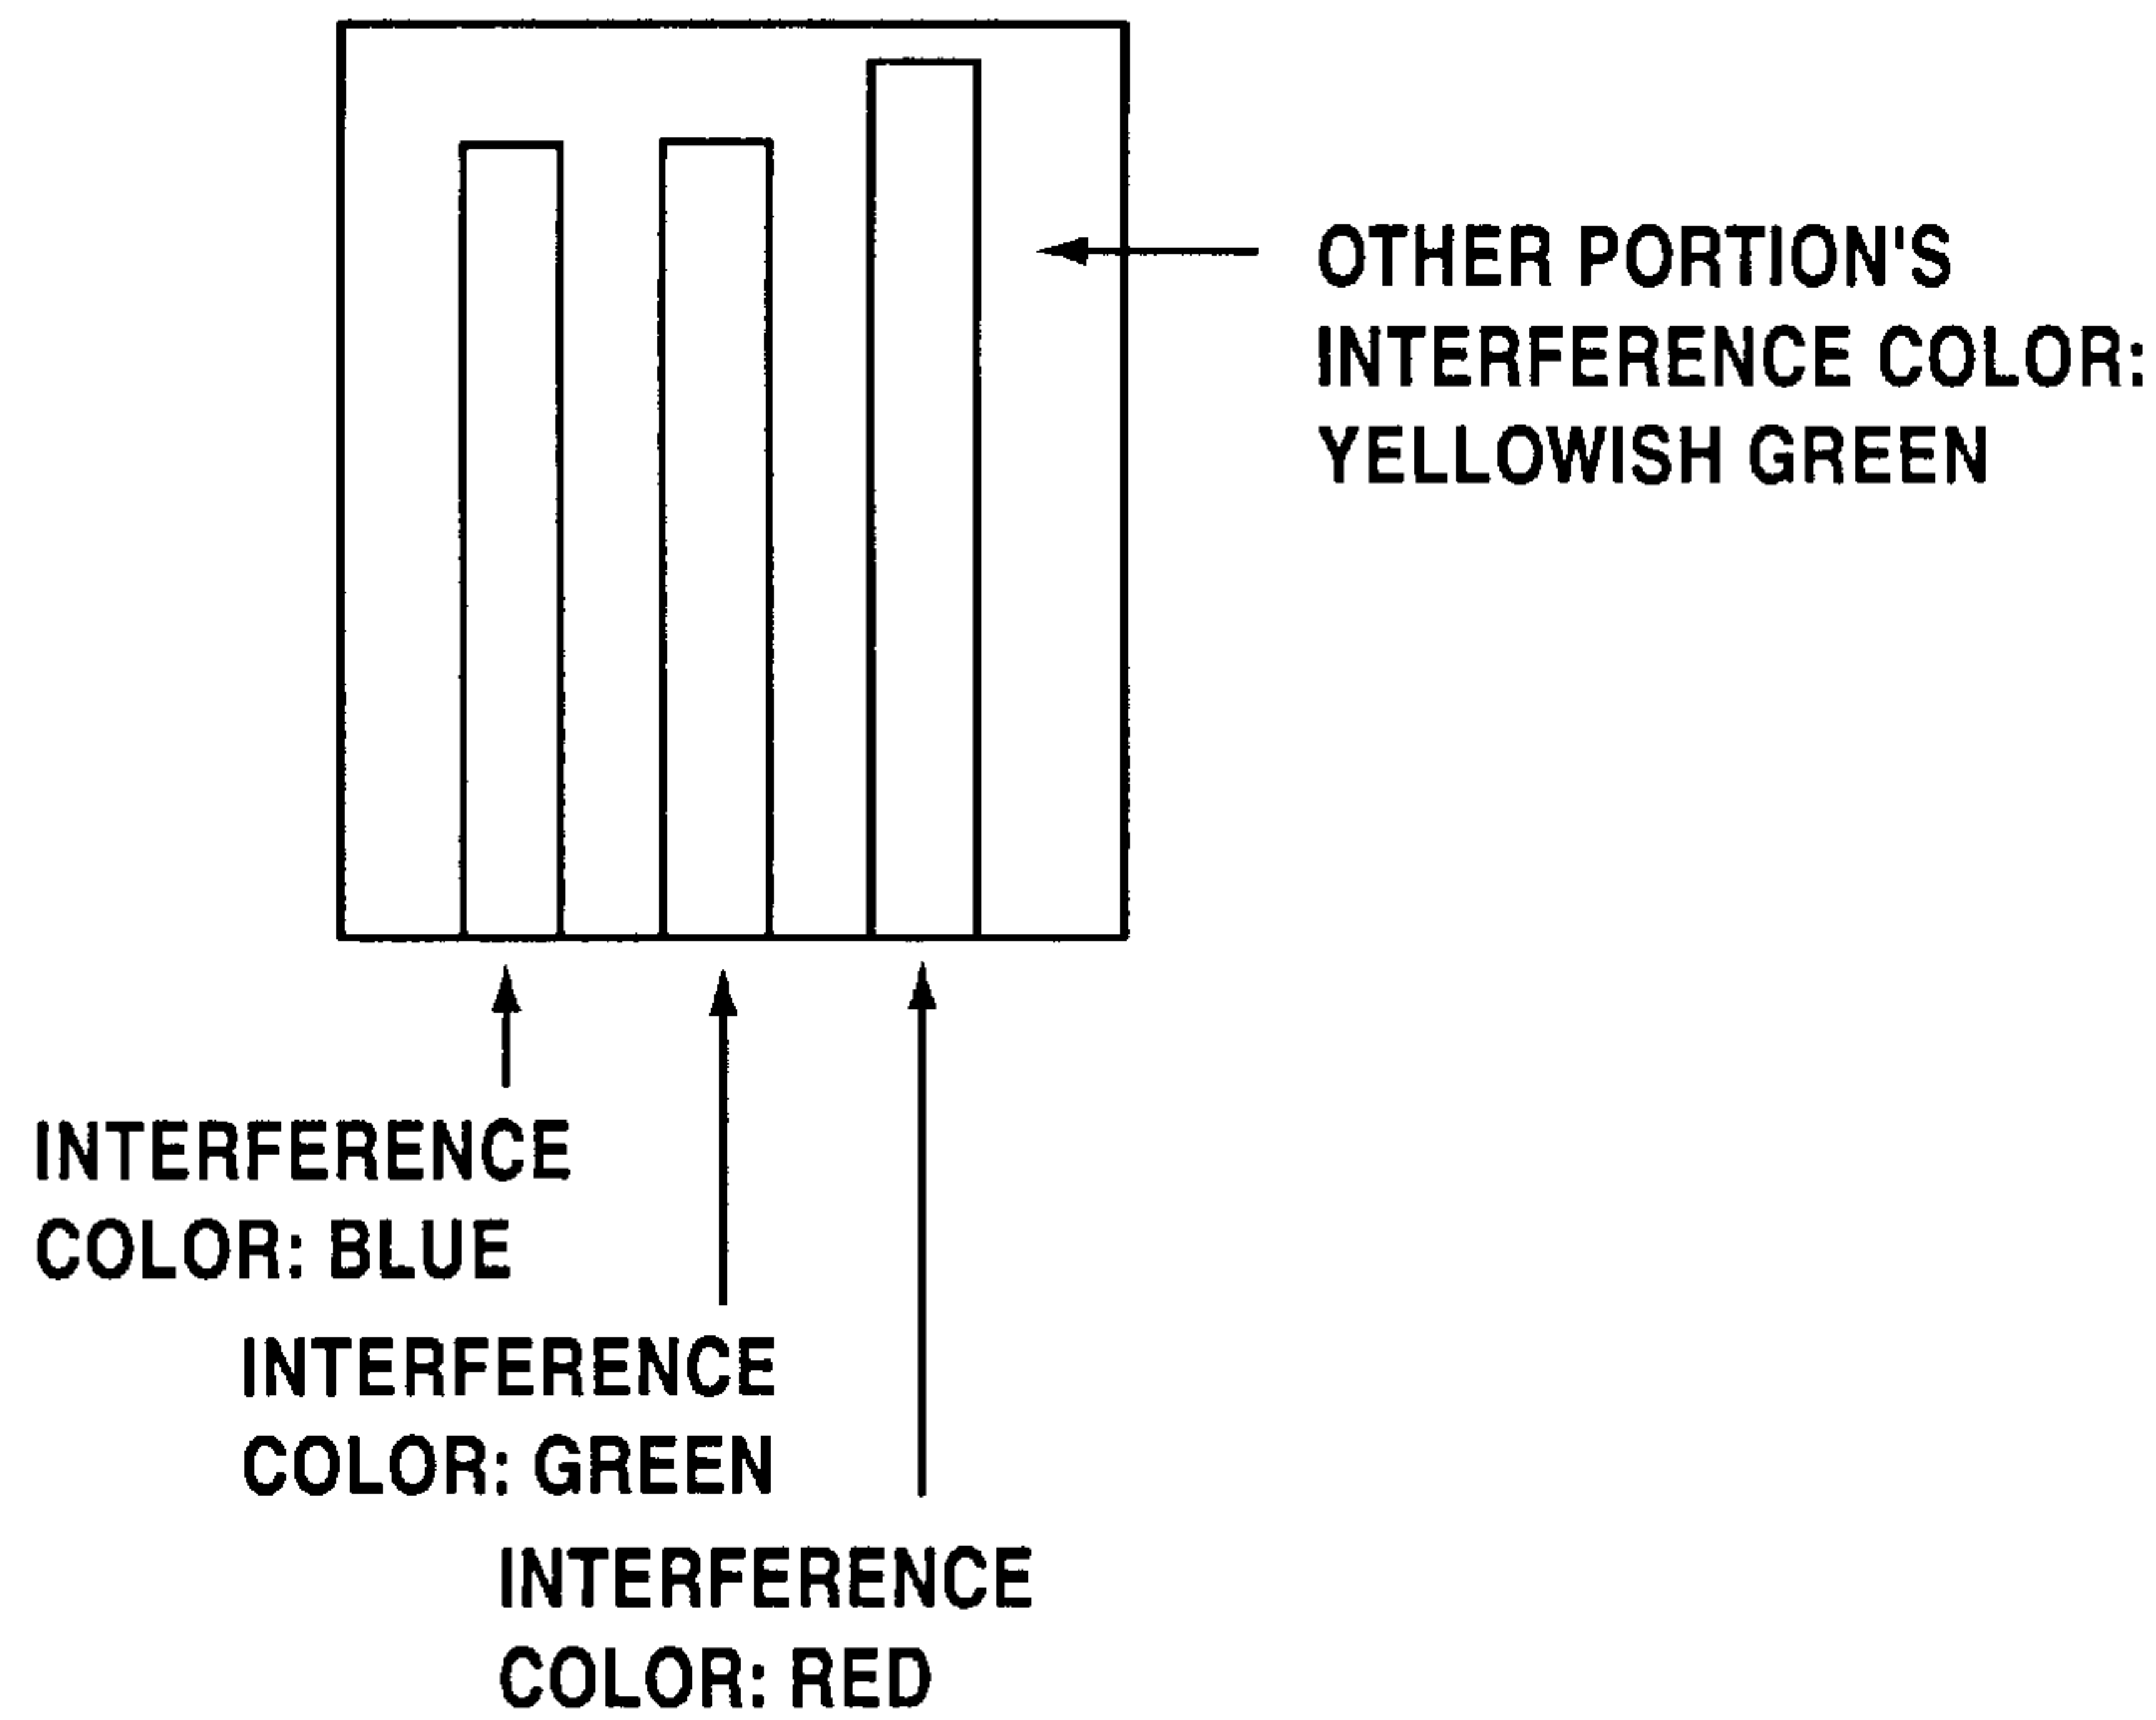 OTHER PORTION'S
INTERFERENCE COLOR:
YELLOWISH GREEN
INTERFERENCE
COLOR: BLUE
INTERFERENCE
COLOR: GREEN
INTERFERENCE
COLOR: RED